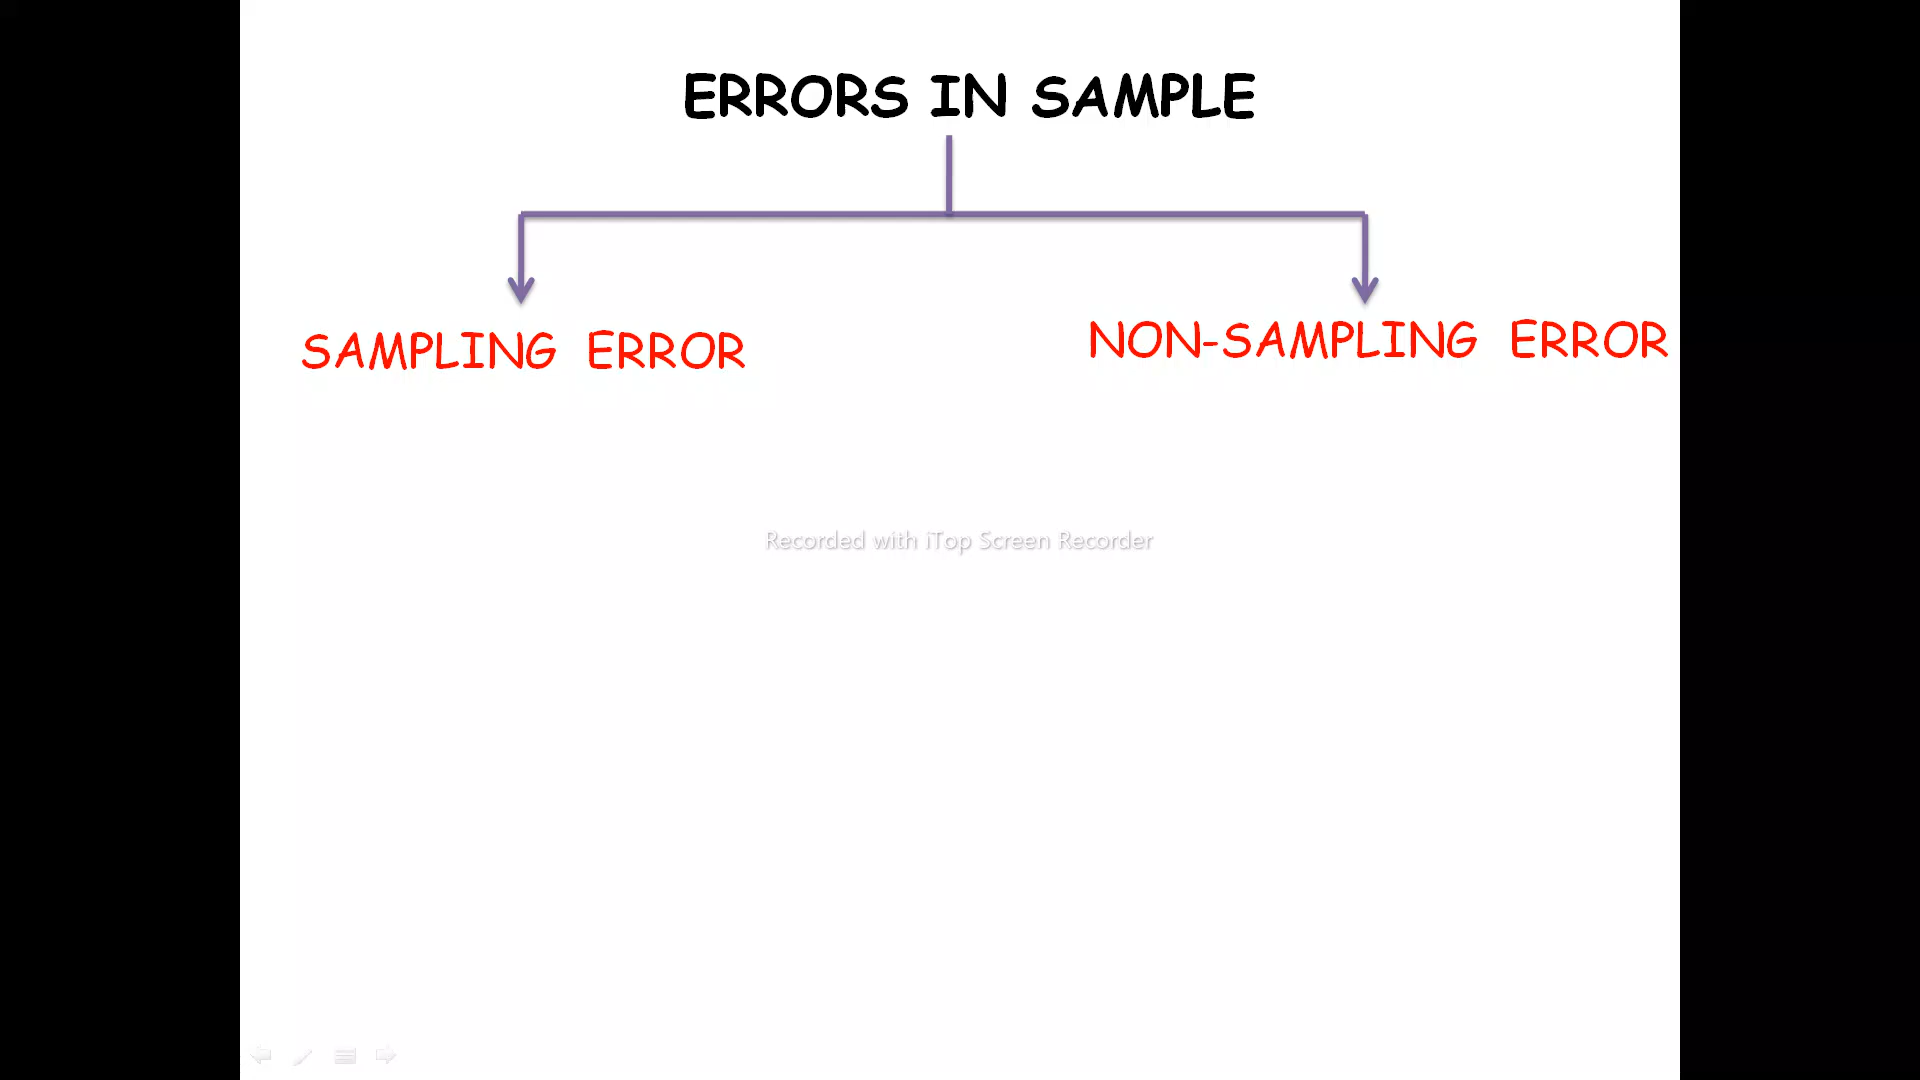 ERRORS IN SAMPLE
SAMPLING ERROR
NON-SAMPLING ERROR
Recorded with iTop Screen Recorder